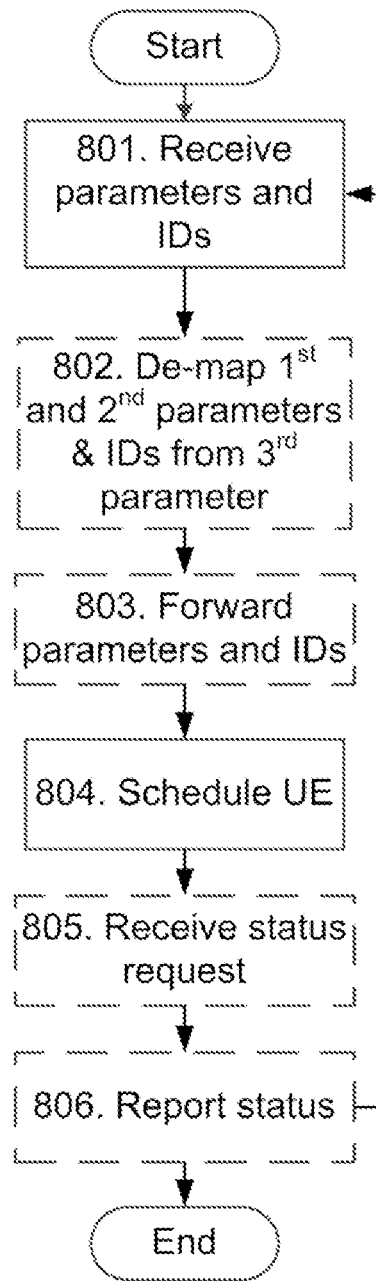 Start
801. Receive
parameters and
IDs
802. De-map 1st
and 2nd parameters
& IDs from 3rd
parameter
803. Forward
parameters and IDs
804. Schedule UE
805. Receive status
request
806. Report status
End